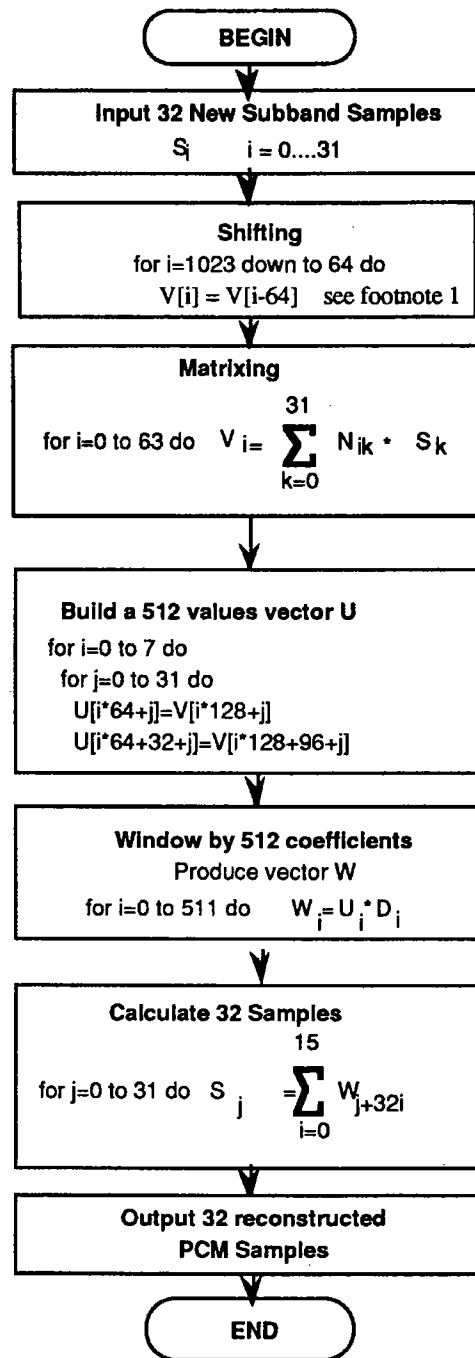 BEGIN
Input 32 New Subband Samples
Si i = 0....31
Shifting
for i=1023 down to 64 do
V[i] = V[i-64] see footnote 1
Matrixing
31
for i=0 to 63 do V i= Σ Nik * Sk
k=0
Build a 512 values vector U
for i=0 to 7 do
for j=0 to 31 do
U[i*64+j]=V[i*128+j]
U[i*64+32+j]=V[i*128+96+j]
Window by 512 coefficients
Produce vector W
for i=0 to 511 do Wi=Ui*Di
Calculate 32 Samples
15
for j=0 to 31 do S j =Σ Wj+32i
i=0
Output 32 reconstructed
PCM Samples
END